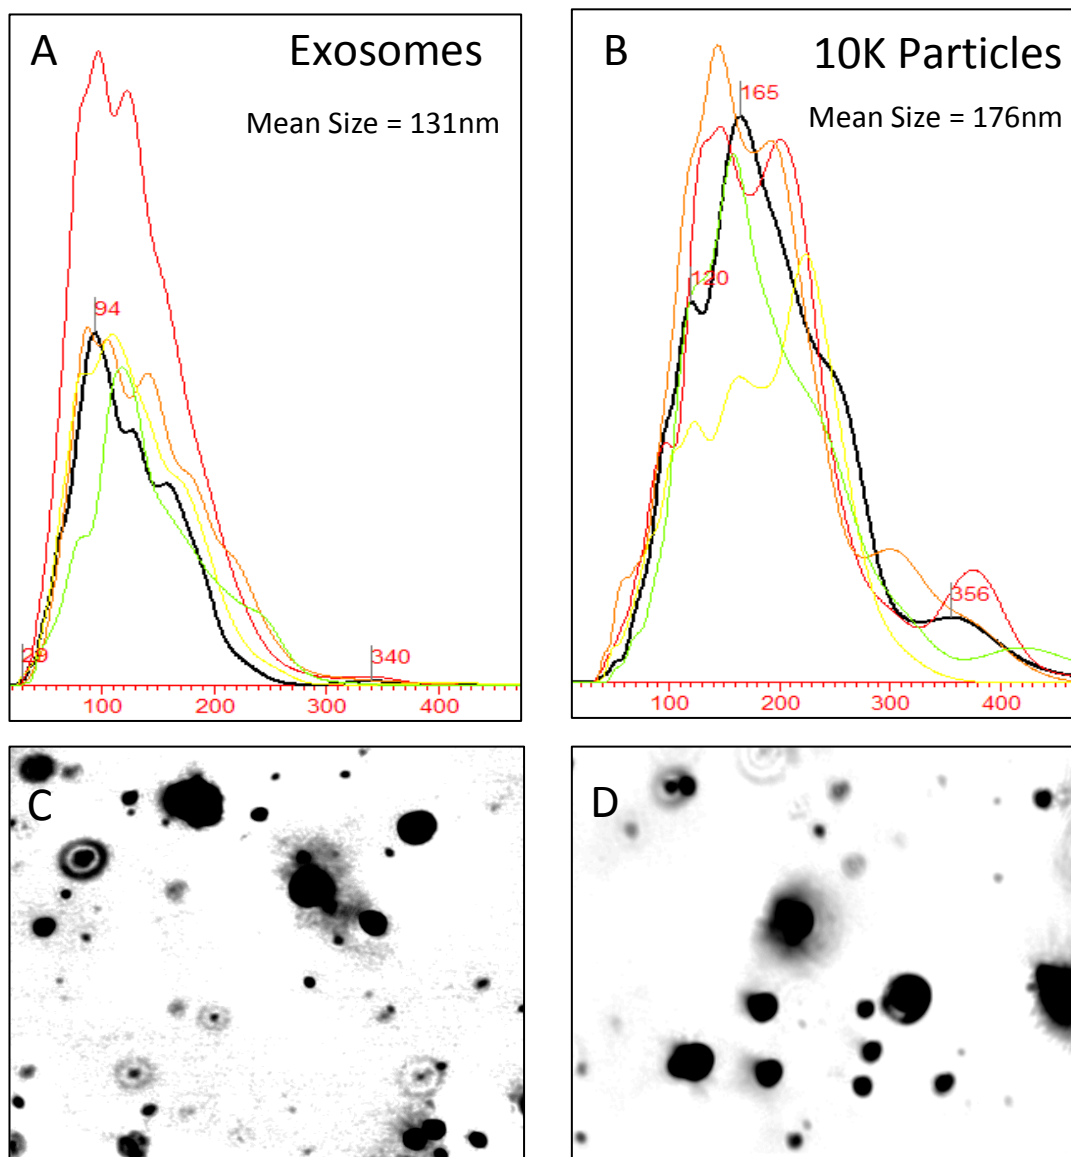 A
Exosomes
Mean Size = 131nm
94
29
340
100
200
300
400
B
10K Particles
165
Mean Size = 176nm
120
356
100
200
300
400
C
D